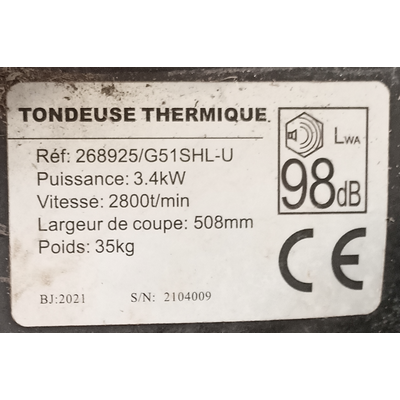 TONDEUSE THERMIQUE
Réf: 268925/G51SHL-U
Puissance: 3.4kW
Vitesse: 2800t/min
Largeur de coupe: 508mm
Poids: 35kg
LWA
98dB
CE
BJ:2021 S/N: 2104009